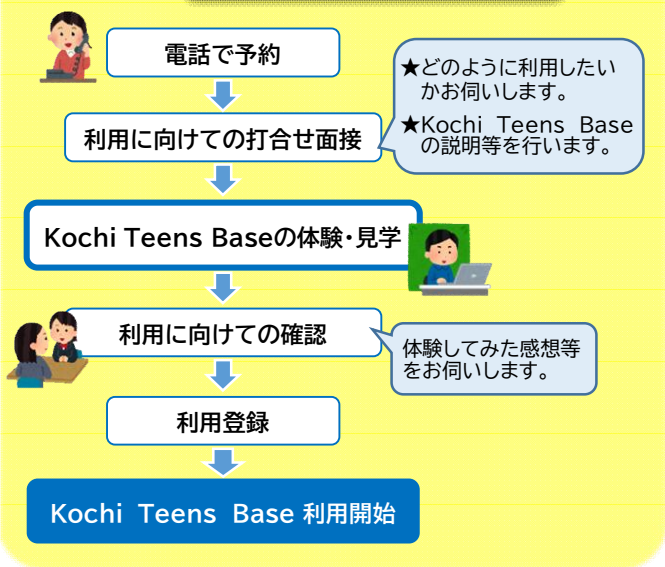 電話で予約
★どのように利用したい
かお伺いします。
★Kochi Teens Base
の説明等を行います。
利用に向けての打合せ面接
Kochi Teens Baseの体験・見学
利用に向けての確認
体験してみた感想等
をお伺いします。
利用登録
Kochi Teens Base 利用開始